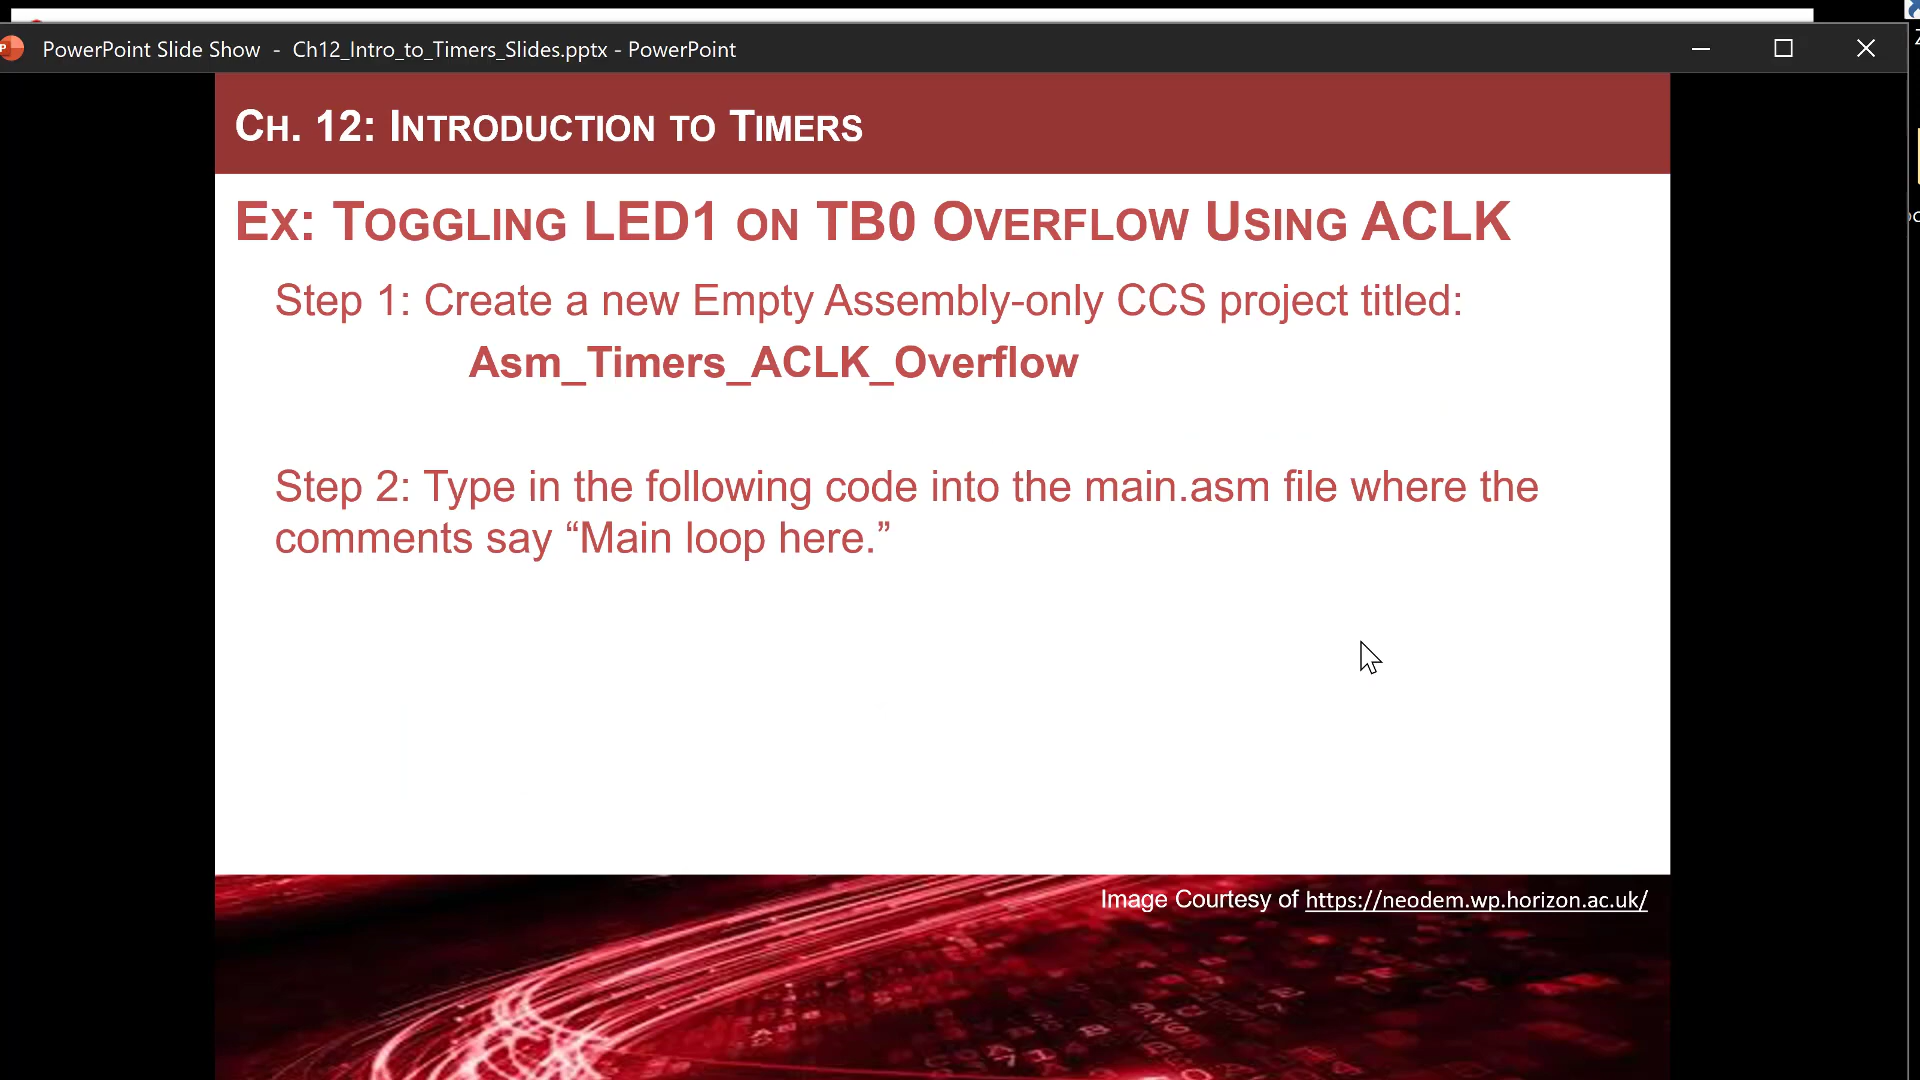 PowerPoint Slide Show - Ch12_Intro_to_Timers_Slides.pptx - PowerPoint
CH. 12: INTRODUCTION TO TIMERS
EX: TOGGLING LED1 ON TB0 OVERFLOW USING ACLK
Step 1: Create a new Empty Assembly-only CCS project titled:
Asm_Timers_ACLK_Overflow
Step 2: Type in the following code into the main.asm file where the
comments say “Main loop here.”
Image Courtesy of https://neodem.wp.horizon.ac.uk/